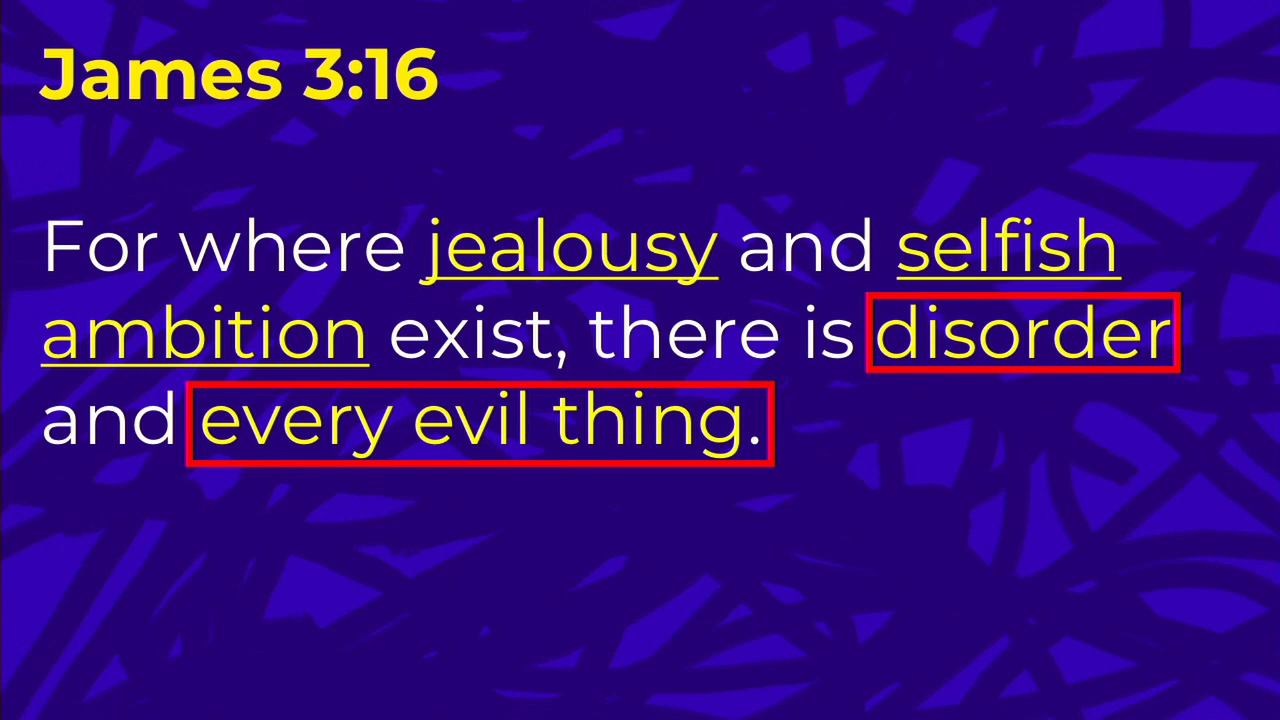 James 3:16
For where jealousy and selfish
ambition exist, there is disorder
and every evil thing.